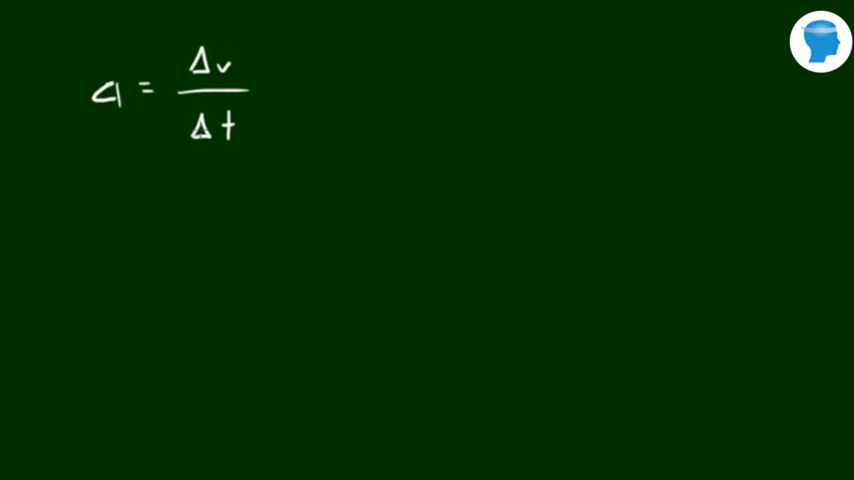 a = Δv / Δt